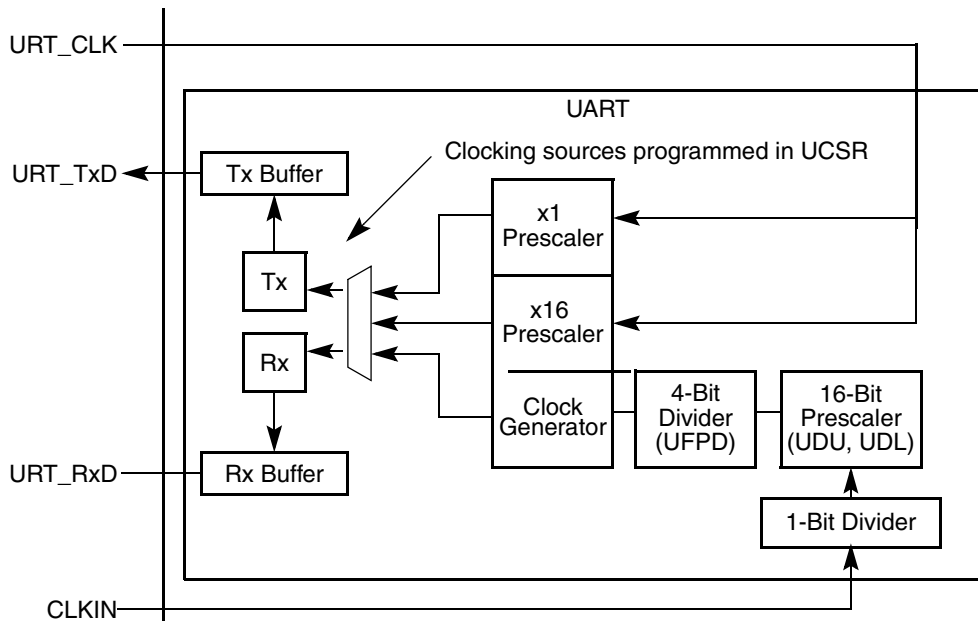 URT_CLK
UART
Clocking sources programmed in UCSR
URT_TxD
Tx Buffer
x1
Prescaler
Tx
x16
Prescaler
Rx
Clock
Generator
4-Bit
Divider
(UFPD)
16-Bit
Prescaler
(UDU, UDL)
URT_RxD
Rx Buffer
1-Bit Divider
CLKIN